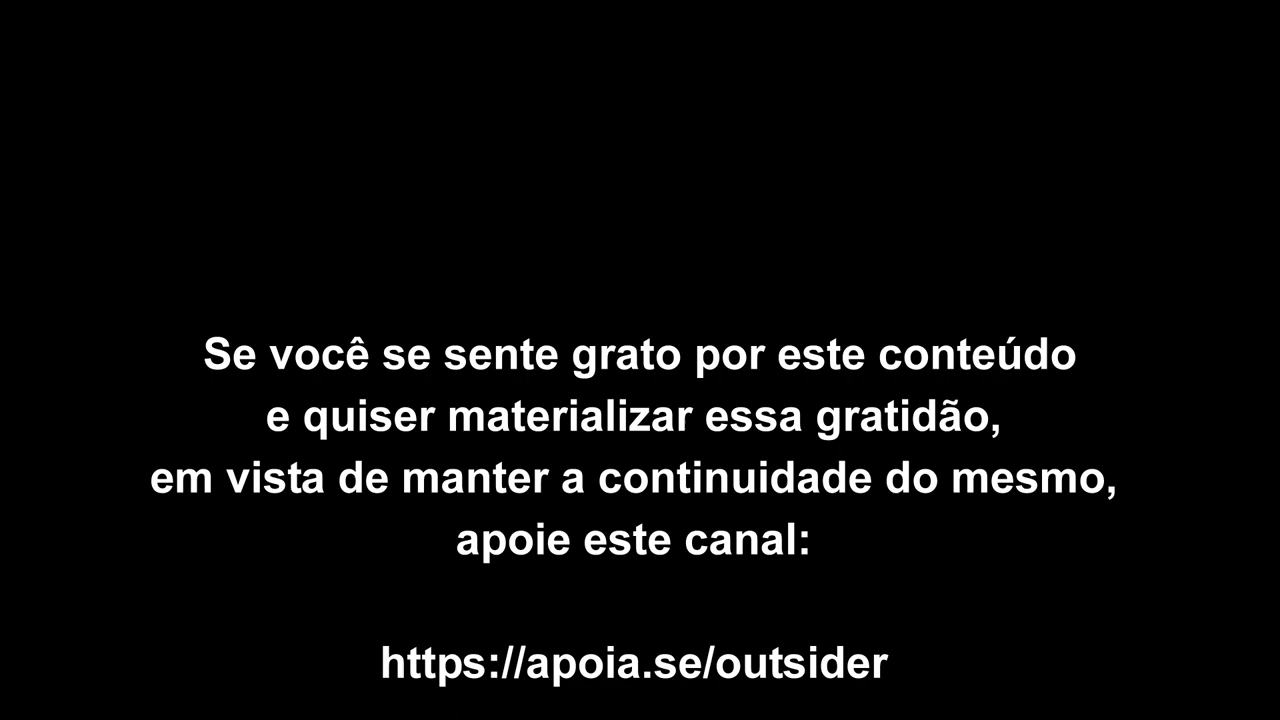 Se você se sente grato por este conteúdo
e quiser materializar essa gratidão,
em vista de manter a continuidade do mesmo,
apoie este canal:
https://apoia.se/outsider